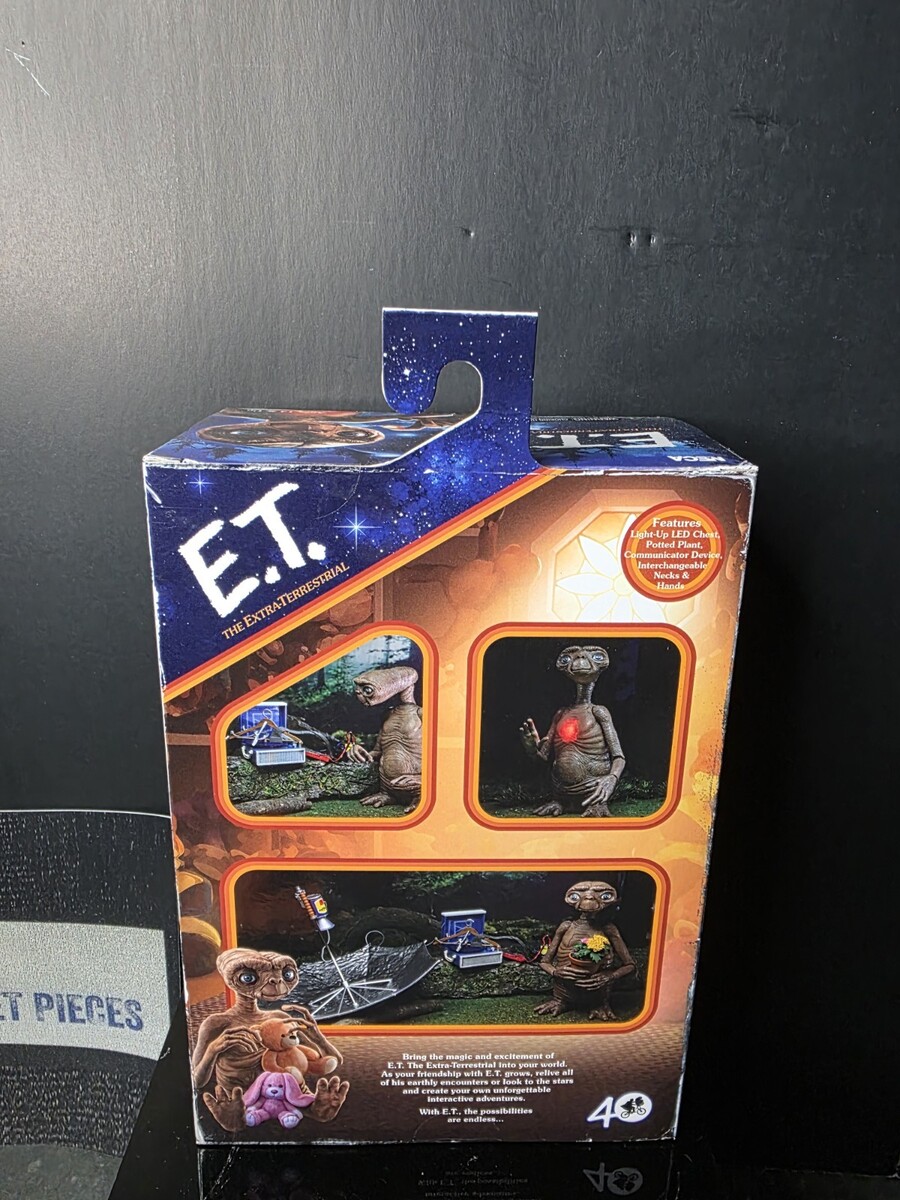 E.T.
NECA
E.T.
THE EXTRA-TERRESTRIAL
Features
Light-Up LED Chest,
Potted Plant,
Communicator Device,
Interchangeable
Necks &
Hands
ET PIECES
Bring the magic and excitement of
E.T. The Extra-Terrestrial into your world.
As your friendship with E.T. grows, relive all
of his earthly encounters or look to the stars
and create your own unforgettable
interactive adventures.
With E.T., the possibilities
are endless...
40